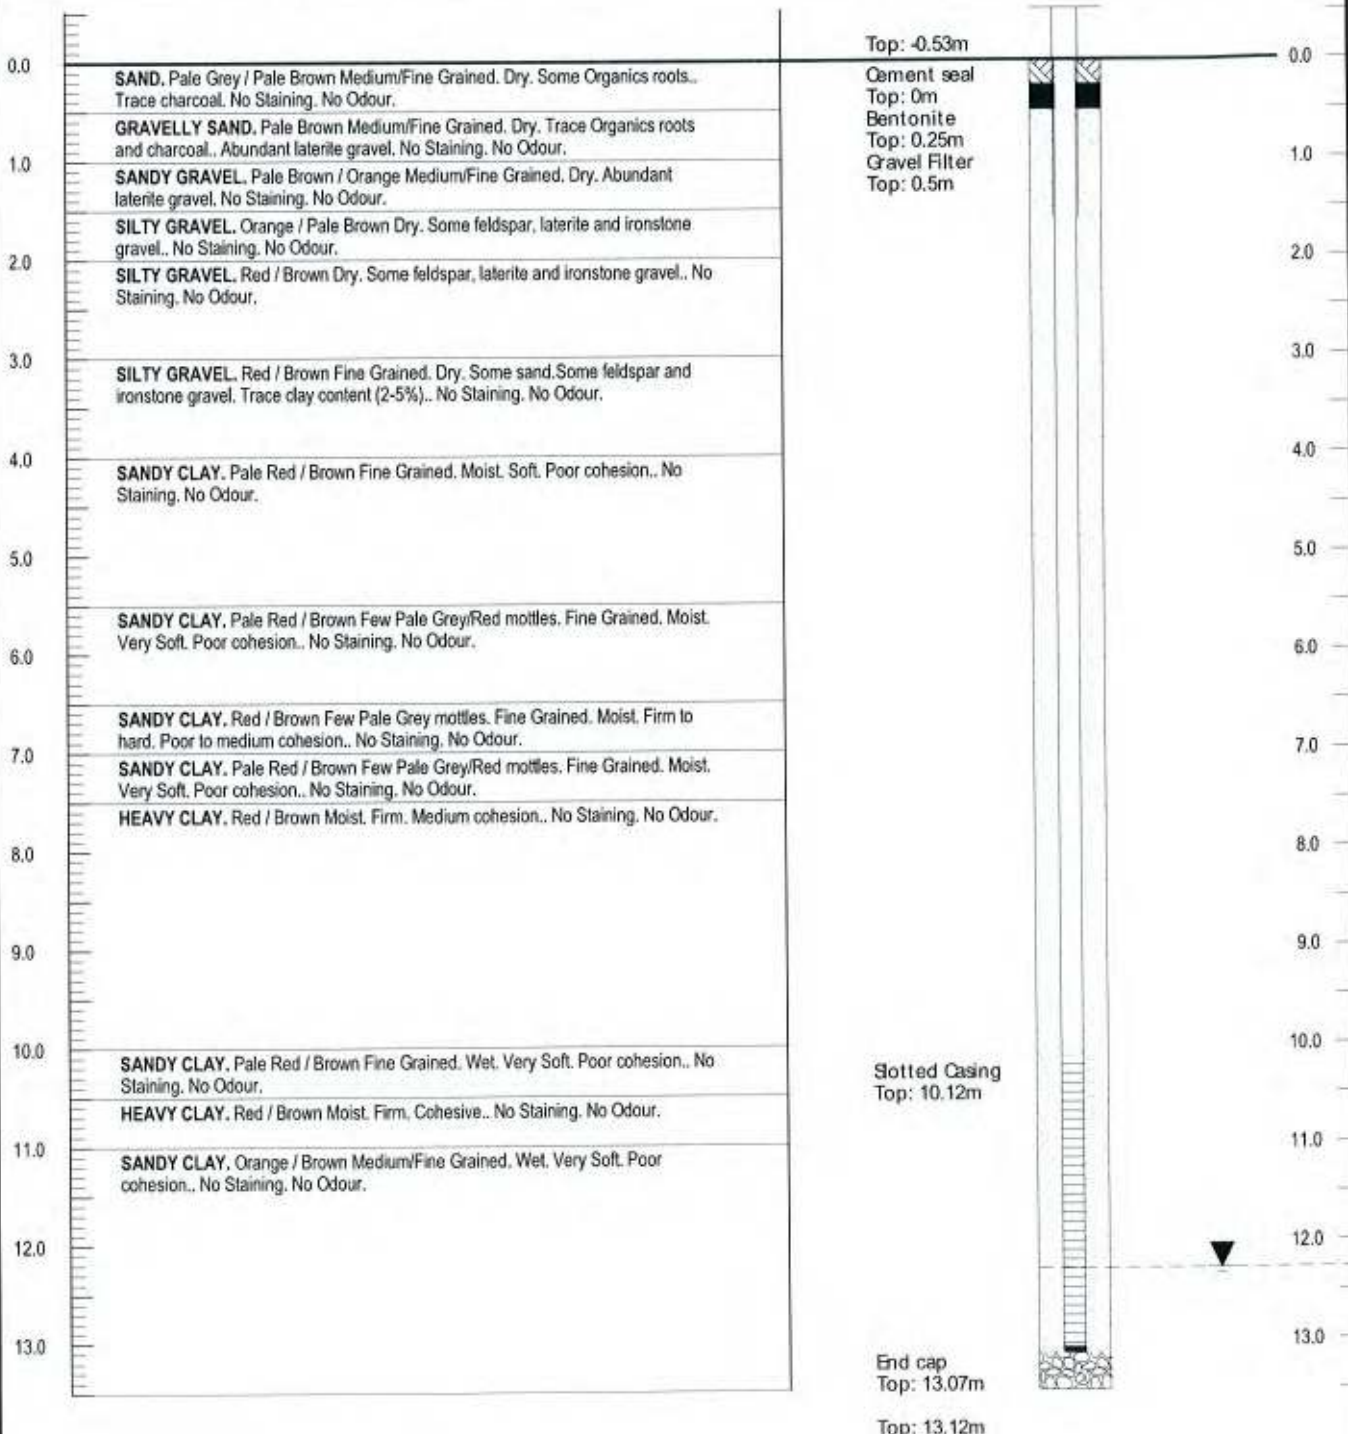 0.0
SAND. Pale Grey / Pale Brown Medium/Fine Grained. Dry. Some Organics roots..
Trace charcoal. No Staining. No Odour.
GRAVELLY SAND. Pale Brown Medium/Fine Grained. Dry. Trace Organics roots
and charcoal.. Abundant laterite gravel. No Staining. No Odour.
1.0
SANDY GRAVEL. Pale Brown / Orange Medium/Fine Grained. Dry. Abundant
laterite gravel. No Staining. No Odour.
SILTY GRAVEL. Orange / Pale Brown Dry. Some feldspar, laterite and ironstone
gravel.. No Staining. No Odour.
2.0
SILTY GRAVEL. Red / Brown Dry. Some feldspar, laterite and ironstone gravel.. No
Staining. No Odour.
3.0
SILTY GRAVEL. Red / Brown Fine Grained. Dry. Some sand.Some feldspar and
ironstone gravel. Trace clay content (2-5%).. No Staining. No Odour.
4.0
SANDY CLAY. Pale Red / Brown Fine Grained. Moist. Soft. Poor cohesion.. No
Staining. No Odour.
5.0
SANDY CLAY. Pale Red / Brown Few Pale Grey/Red mottles. Fine Grained. Moist.
Very Soft. Poor cohesion.. No Staining. No Odour.
6.0
SANDY CLAY. Red / Brown Few Pale Grey mottles. Fine Grained. Moist. Firm to
hard. Poor to medium cohesion.. No Staining. No Odour.
7.0
SANDY CLAY. Pale Red / Brown Few Pale Grey/Red mottles. Fine Grained. Moist.
Very Soft. Poor cohesion.. No Staining. No Odour.
HEAVY CLAY. Red / Brown Moist. Firm. Medium cohesion.. No Staining. No Odour.
8.0
9.0
10.0
SANDY CLAY. Pale Red / Brown Fine Grained. Wet. Very Soft. Poor cohesion.. No
Staining. No Odour.
HEAVY CLAY. Red / Brown Moist. Firm. Cohesive.. No Staining. No Odour.
11.0
SANDY CLAY. Orange / Brown Medium/Fine Grained. Wet. Very Soft. Poor
cohesion.. No Staining. No Odour.
12.0
13.0
Top: -0.53m
Cement seal
Top: 0m
Bentonite
Top: 0.25m
Gravel Filter
Top: 0.5m
Slotted Casing
Top: 10.12m
End cap
Top: 13.07m
Top: 13.12m
0.0
1.0
2.0
3.0
4.0
5.0
6.0
7.0
8.0
9.0
10.0
11.0
12.0
13.0